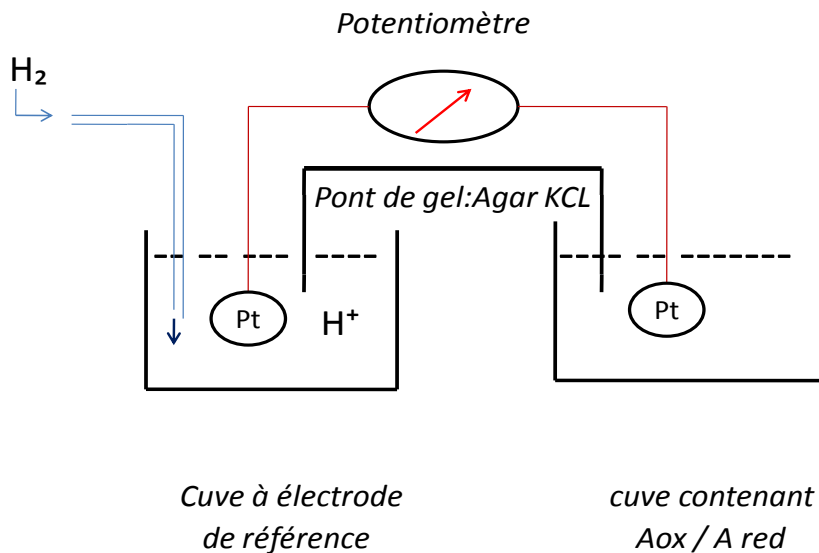 Potentiomètre
H₂
Pont de gel:Agar KCL
Pt
H⁺
Pt
Cuve à électrode
de référence
cuve contenant
Aox / A red